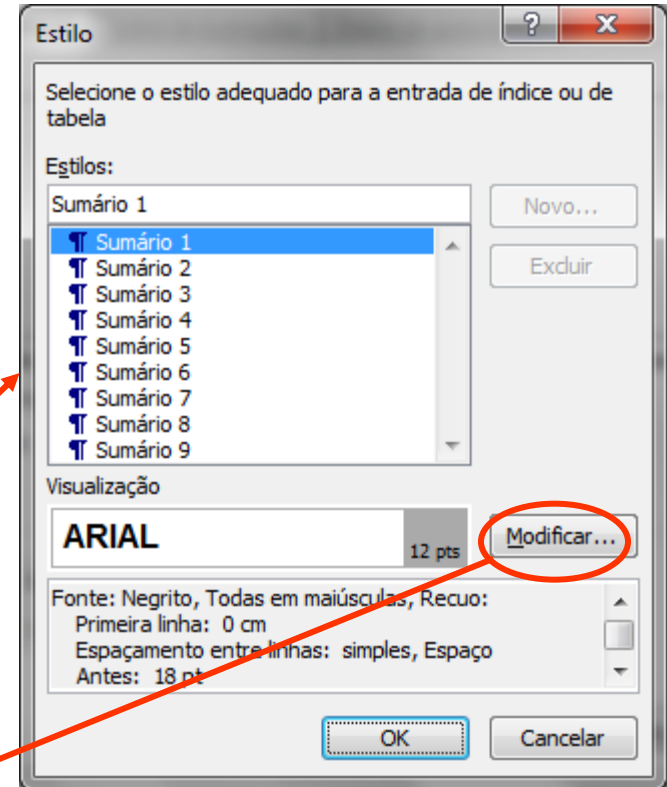 Estilo
Selecione o estilo adequado para a entrada de índice ou de
tabela
Estilos:
Sumário 1
Novo...
¶ Sumário 1
¶ Sumário 2
Excluir
¶ Sumário 3
¶ Sumário 4
¶ Sumário 5
¶ Sumário 6
¶ Sumário 7
¶ Sumário 8
¶ Sumário 9
Visualização
ARIAL
12 pts
Modificar...
Fonte: Negrito, Todas em maiúsculas, Recuo:
Primeira linha: 0 cm
Espaçamento entre linhas: simples, Espaço
Antes: 18 pt
OK
Cancelar